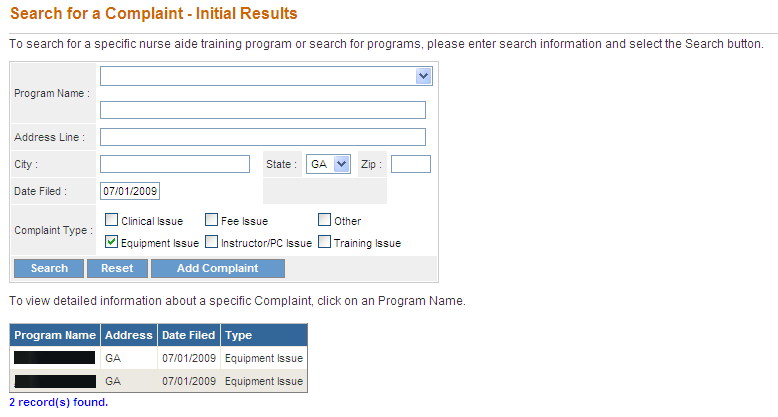 Search for a Complaint - Initial Results
To search for a specific nurse aide training program or search for programs, please enter search information and select the Search button.
Program Name :
Address Line :
City : State : GA Zip :
Date Filed : 07/01/2009
Clinical Issue Fee Issue Other
Complaint Type :
Equipment Issue Instructor/PC Issue Training Issue
Search Reset Add Complaint
To view detailed information about a specific Complaint, click on an Program Name.
Program Name Address Date Filed Type
GA 07/01/2009 Equipment Issue
GA 07/01/2009 Equipment Issue
2 record(s) found.